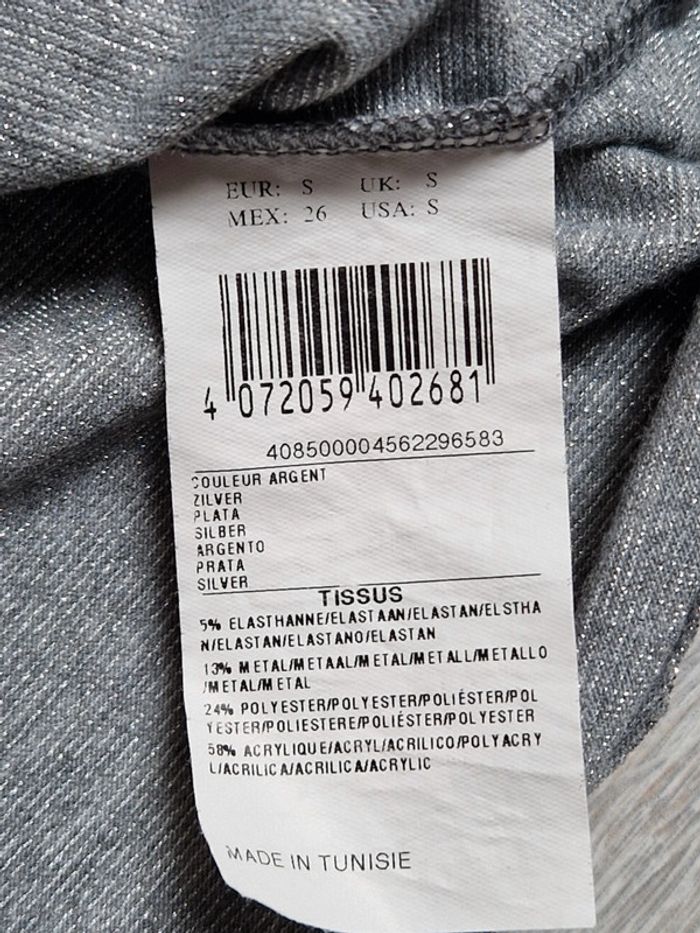 EUR: S UK: S
MEX: 26 USA: S
4 072059 402681
408500004562296583
COULEUR ARGENT
ZILVER
PLATA
SILBER
ARGENTO
PRATA
SILVER
TISSUS
5% ELASTHANNE/ELASTAAN/ELASTAN/ELSTHA
N/ELASTAN/ELASTANO/ELASTAN
13% METAL/METAAL/METAL/METALL/METALLO
/METAL/METAL
24% POLYESTER/POLYESTER/POLIÉSTER/POL
YESTER/POLIESTERE/POLIÉSTER/POLYESTER
58% ACRYLIQUE/ACRYL/ACRILICO/POLYACRY
L/ACRILICA/ACRILICA/ACRYLIC
MADE IN TUNISIE